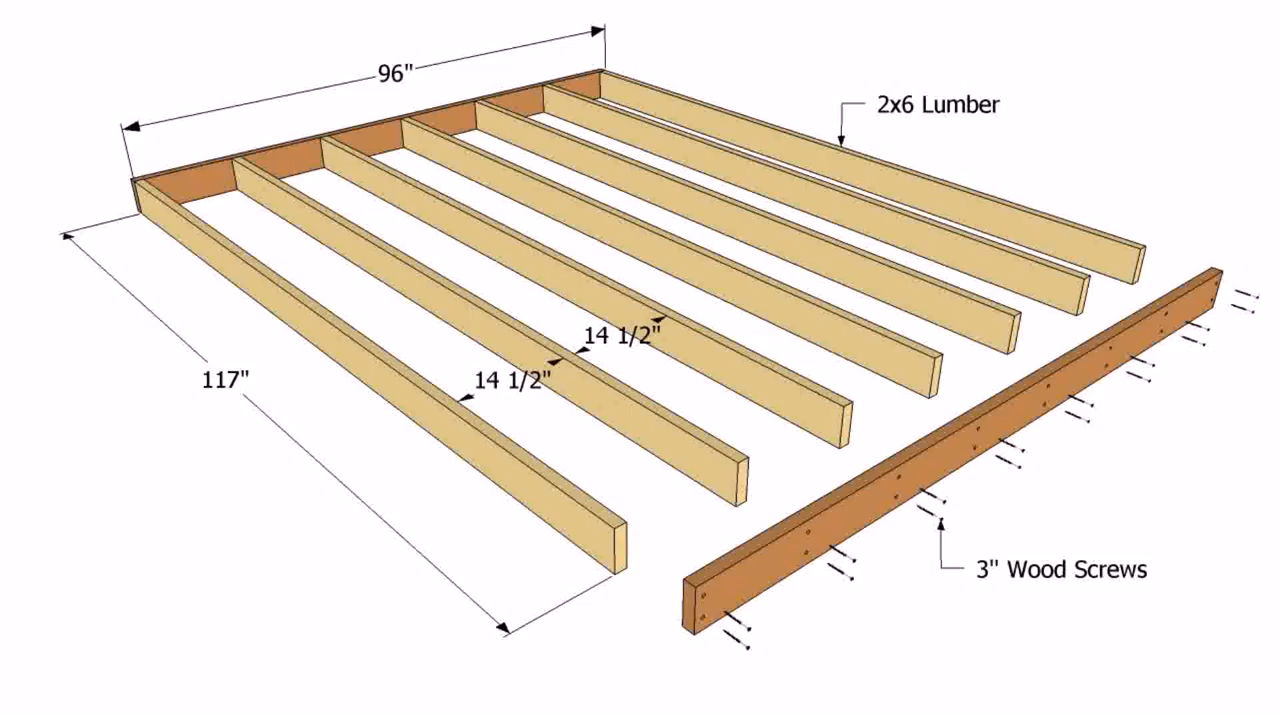 96"
2x6 Lumber
14 1/2"
14 1/2"
117"
3" Wood Screws